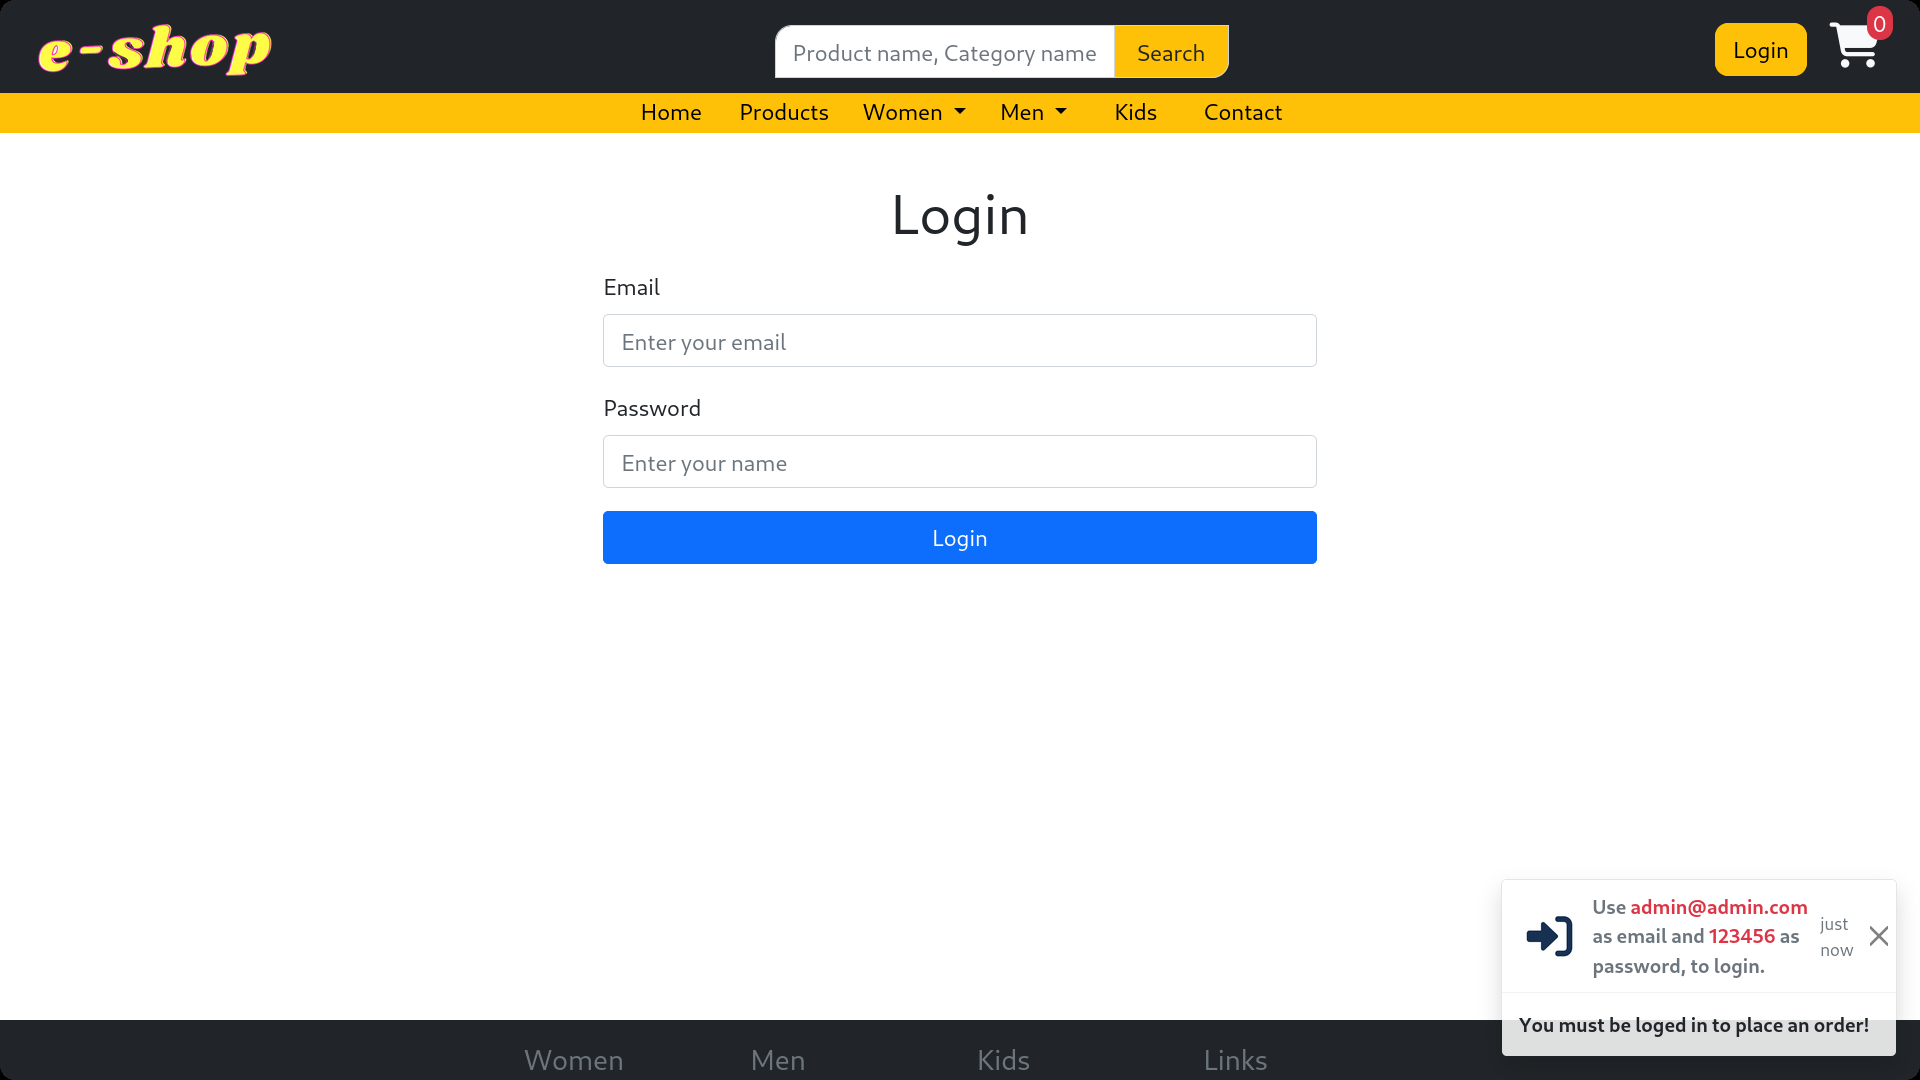 e-shop
Product name, Category name
Search
Login
0
Home
Products
Women
Men
Kids
Contact
Login
Email
Enter your email
Password
Enter your name
Login
Use admin@admin.com
as email and 123456 as
password, to login.
just
now
You must be loged in to place an order!
Women
Men
Kids
Links